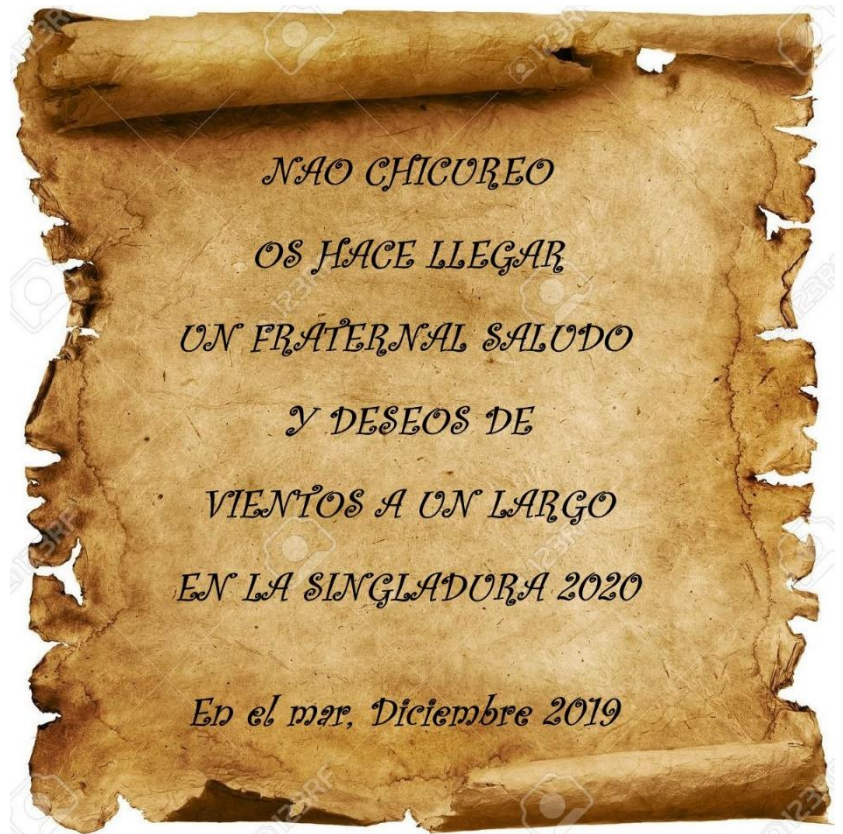 NAO CHICUREO
OS HACE LLEGAR
UN FRATERNAL SALUDO
Y DESEOS DE
VIENTOS A UN LARGO
EN LA SINGLADURA 2020
En el mar, Diciembre 2019